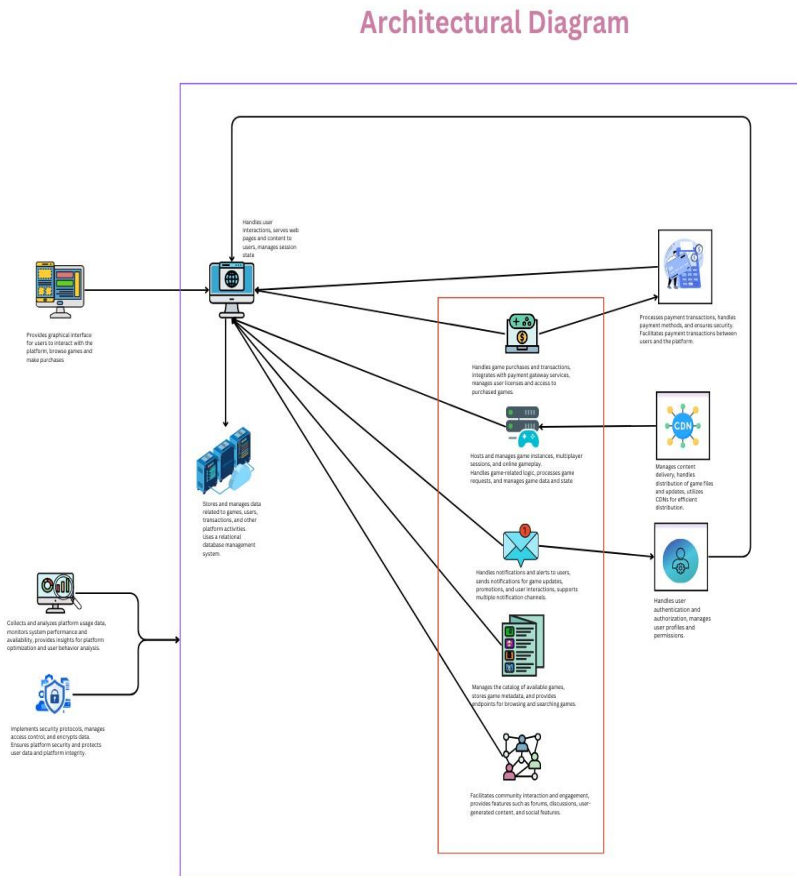 Architectural Diagram
Handles user
interactions, serves web
pages and content to
users, manages session
state
Provides graphical interface
for users to interact with the
platform, browse games and
make purchases
Processes payment transactions, handles
payment methods, and ensures security.
Facilitates payment transactions between
users and the platform.
$
Handles game purchases and transactions,
integrates with payment gateway services,
manages user licenses and access to
purchased games.
CDN
Hosts and manages game instances, multiplayer
sessions, and online gameplay.
Handles game-related logic, processes game
requests, and manages game data and state
Manages content
delivery, handles
distribution of game files
and updates, utilizes
CDNs for efficient
distribution.
Stores and manages data
related to games, users,
transactions, and other
platform activities.
Uses a relational
database management
system.
1
Handles notifications and alerts to users,
sends notifications for game updates,
promotions, and user interactions, supports
multiple notification channels.
Handles user
authentication and
authorization, manages
user profiles and
permissions.
Collects and analyzes platform usage data,
monitors system performance and
availability, provides insights for platform
optimization and user behavior analysis.
Manages the catalog of available games,
stores game metadata, and provides
endpoints for browsing and searching games.
Implements security protocols, manages
access control, and encrypts data.
Ensures platform security and protects
user data and platform integrity.
Facilitates community interaction and engagement,
provides features such as forums, discussions, user-
generated content, and social features.